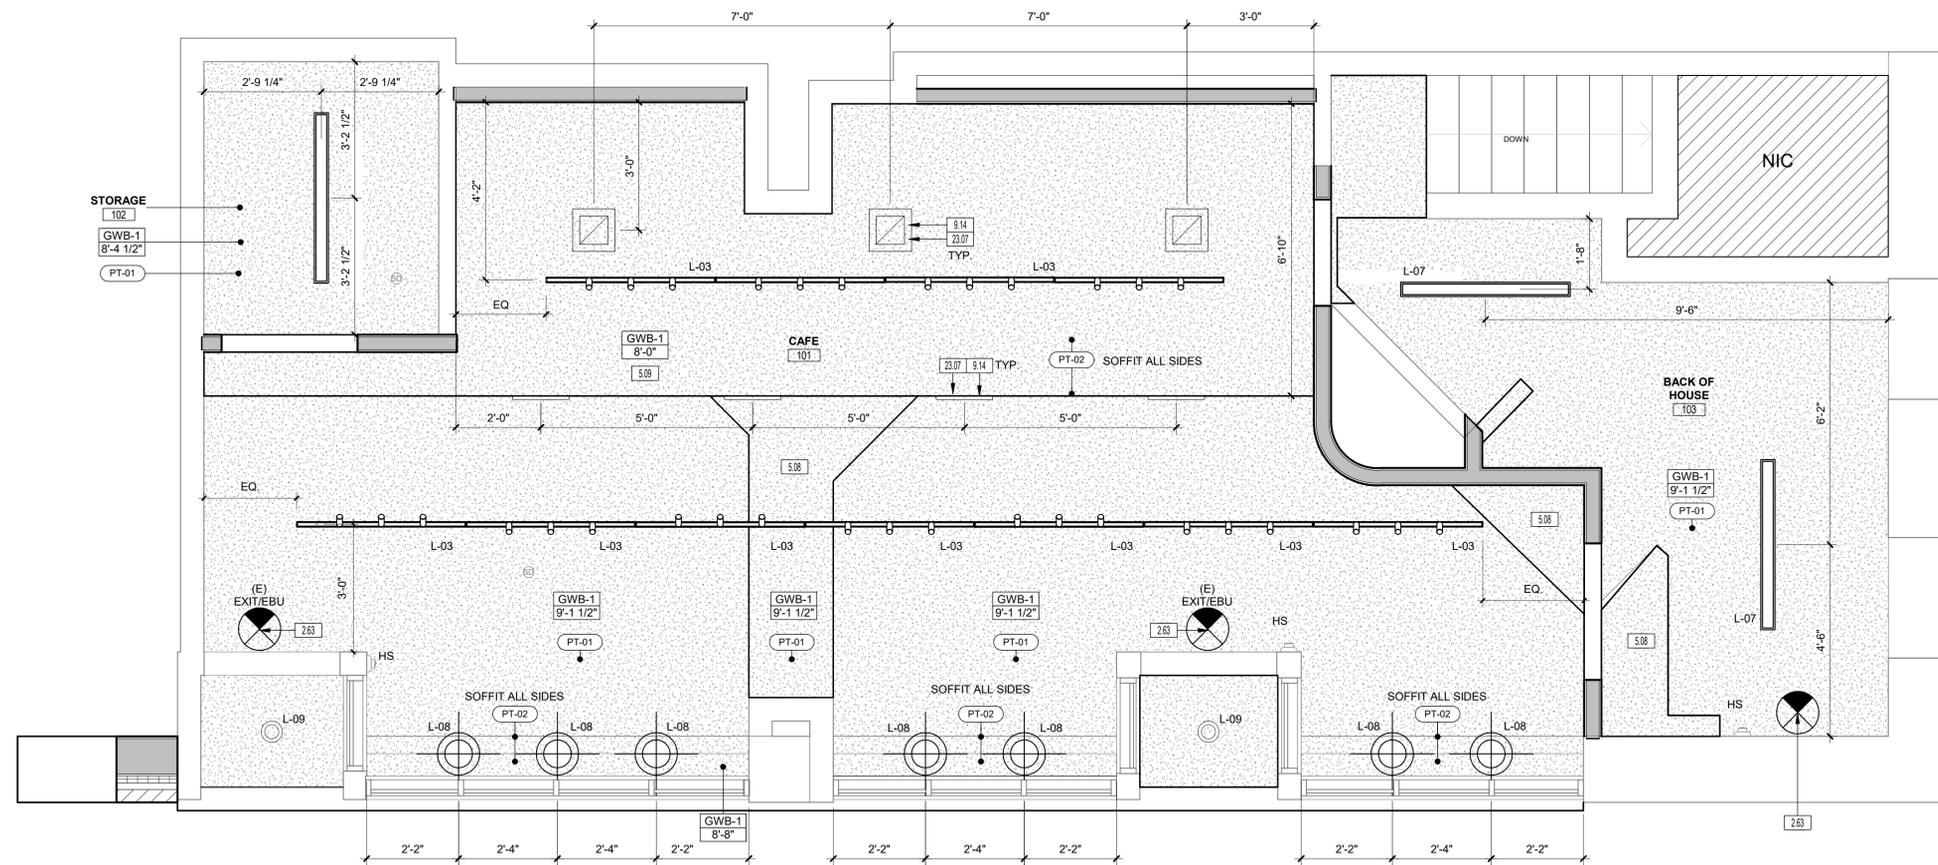 7'-0" 7'-0" 3'-0"
2'-9 1/4" 2'-9 1/4"
3'-2 1/2"
DOWN
NIC
3'-0"
4'-2"
STORAGE
102
GWB-1
8'-4 1/2"
PT-01
9.14
23.07
TYP.
6'-10"
1'-8"
3'-2 1/2"
SD
L-03 L-03
L-07
EQ.
9'-6"
GWB-1
8'-0"
5.09
CAFE
101
23.07 9.14 TYP.
PT-02 SOFFIT ALL SIDES
BACK OF
HOUSE
103
6'-2"
2'-0" 5'-0" 5'-0" 5'-0"
5.08
EQ.
GWB-1
9'-1 1/2"
PT-01
5.08
L-03 L-03 L-03 L-03 L-03 L-03 L-03
SD
3'-0"
(E)
EXIT/EBU
2.63
GWB-1
9'-1 1/2"
PT-01
GWB-1
9'-1 1/2"
PT-01
GWB-1
9'-1 1/2"
PT-01
(E)
EXIT/EBU
2.63
HS
EQ.
L-07
5.08
4'-6"
HS
SOFFIT ALL SIDES
PT-02
SOFFIT ALL SIDES
PT-02
SOFFIT ALL SIDES
PT-02
HS
L-09
L-08 L-08 L-08
L-08 L-08
L-09
L-08 L-08
GWB-1
8'-8"
2.63
2'-2" 2'-4" 2'-4" 2'-2" 2'-2" 2'-4" 2'-2" 2'-2" 2'-4" 2'-2"